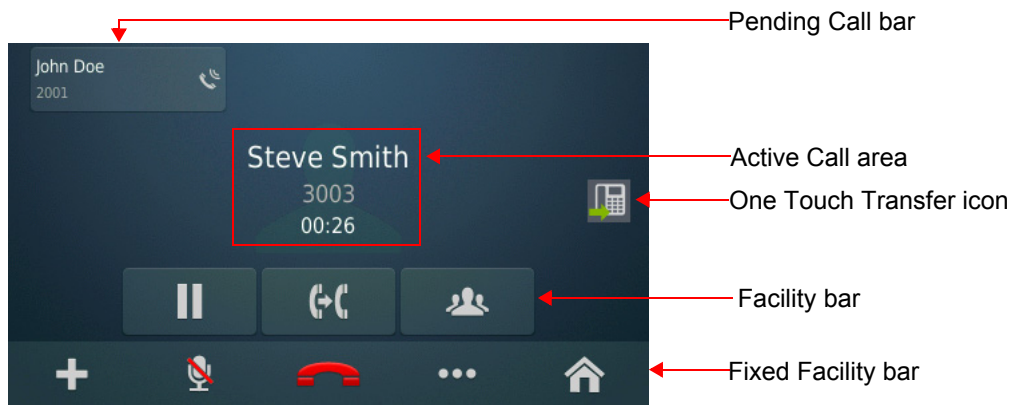 Pending Call bar
John Doe
2001
Steve Smith
3003
00:26
Active Call area
One Touch Transfer icon
Facility bar
Fixed Facility bar